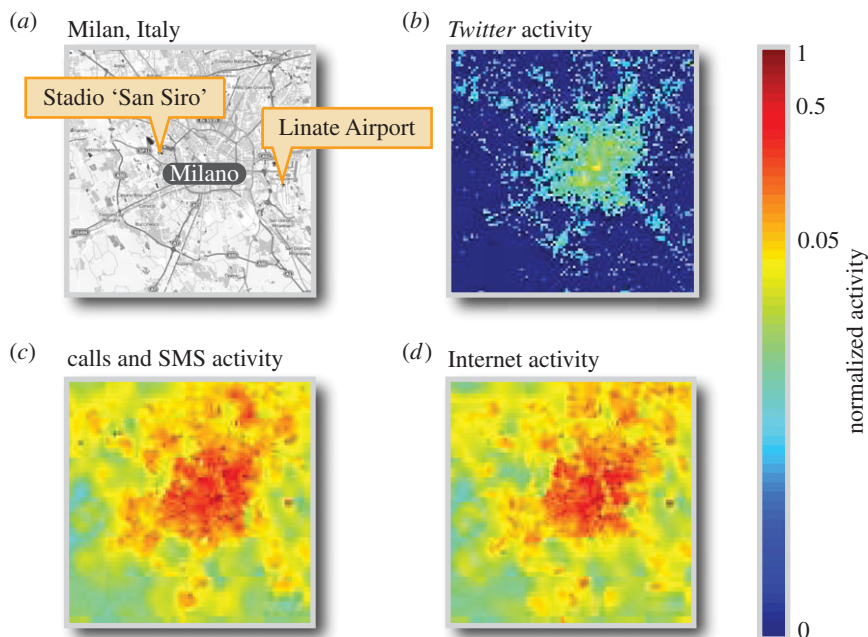 (a) Milan, Italy
Stadio ‘San Siro’
Linate Airport
Milano
(b) Twitter activity
(c) calls and SMS activity
(d) Internet activity
1
0.5
0.05
0
normalized activity